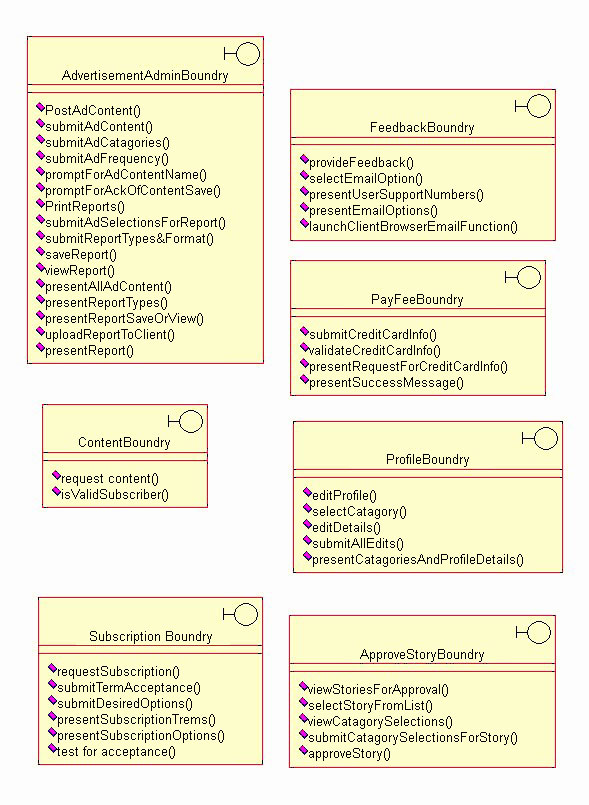 AdvertisementAdminBoundry
PostAdContent()
submitAdContent()
submitAdCatagories()
submitAdFrequency()
promptForAdContentName()
promptForAckOfContentSave()
PrintReports()
submitAdSelectionsForReport()
submitReportTypes&Format()
saveReport()
viewReport()
presentAllAdContent()
presentReportTypes()
presentReportSaveOrView()
uploadReportToClient()
presentReport()
FeedbackBoundry
provideFeedback()
selectEmailOption()
presentUserSupportNumbers()
presentEmailOptions()
launchClientBrowserEmailFunction()
PayFeeBoundry
submitCreditCardInfo()
validateCreditCardInfo()
presentRequestForCreditCardInfo()
presentSuccessMessage()
ContentBoundry
request content()
isValidSubscriber()
ProfileBoundry
editProfile()
selectCatagory()
editDetails()
submitAllEdits()
presentCatagoriesAndProfileDetails()
Subscription Boundry
requestSubscription()
submitTermAcceptance()
submitDesiredOptions()
presentSubscriptionTrems()
presentSubscriptionOptions()
test for acceptance()
ApproveStoryBoundry
viewStoriesForApproval()
selectStoryFromList()
viewCatagorySelections()
submitCatagorySelectionsForStory()
approveStory()